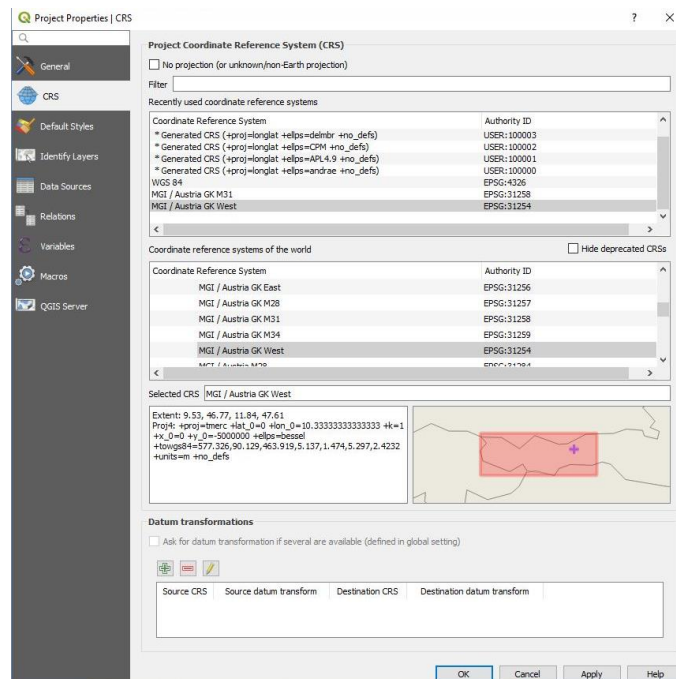 Project Properties | CRS
?
General
CRS
Default Styles
Identify Layers
Data Sources
Relations
Variables
Macros
QGIS Server
Project Coordinate Reference System (CRS)
No projection (or unknown/non-Earth projection)
Filter
Recently used coordinate reference systems
Coordinate Reference System Authority ID
* Generated CRS (+proj=longlat +ellps=delmbr +no_defs) USER:100003
* Generated CRS (+proj=longlat +ellps=CPM +no_defs) USER:100002
* Generated CRS (+proj=longlat +ellps=APL4.9 +no_defs) USER:100001
* Generated CRS (+proj=longlat +ellps=andrae +no_defs) USER:100000
WGS 84 EPSG:4326
MGI / Austria GK M31 EPSG:31258
MGI / Austria GK West EPSG:31254
Coordinate reference systems of the world Hide deprecated CRSs
Coordinate Reference System Authority ID
MGI / Austria GK East EPSG:31256
MGI / Austria GK M28 EPSG:31257
MGI / Austria GK M31 EPSG:31258
MGI / Austria GK M34 EPSG:31259
MGI / Austria GK West EPSG:31254
MGI / Austria M28 EPSG:31284
Selected CRS MGI / Austria GK West
Extent: 9.53, 46.77, 11.84, 47.61
Proj4: +proj=tmerc +lat_0=0 +lon_0=10.33333333333333 +k=1
+x_0=0 +y_0=-5000000 +ellps=bessel
+towgs84=577.326,90.129,463.919,5.137,1.474,5.297,2.4232
+units=m +no_defs
Datum transformations
Ask for datum transformation if several are available (defined in global setting)
Source CRS Source datum transform Destination CRS Destination datum transform
OK Cancel Apply Help